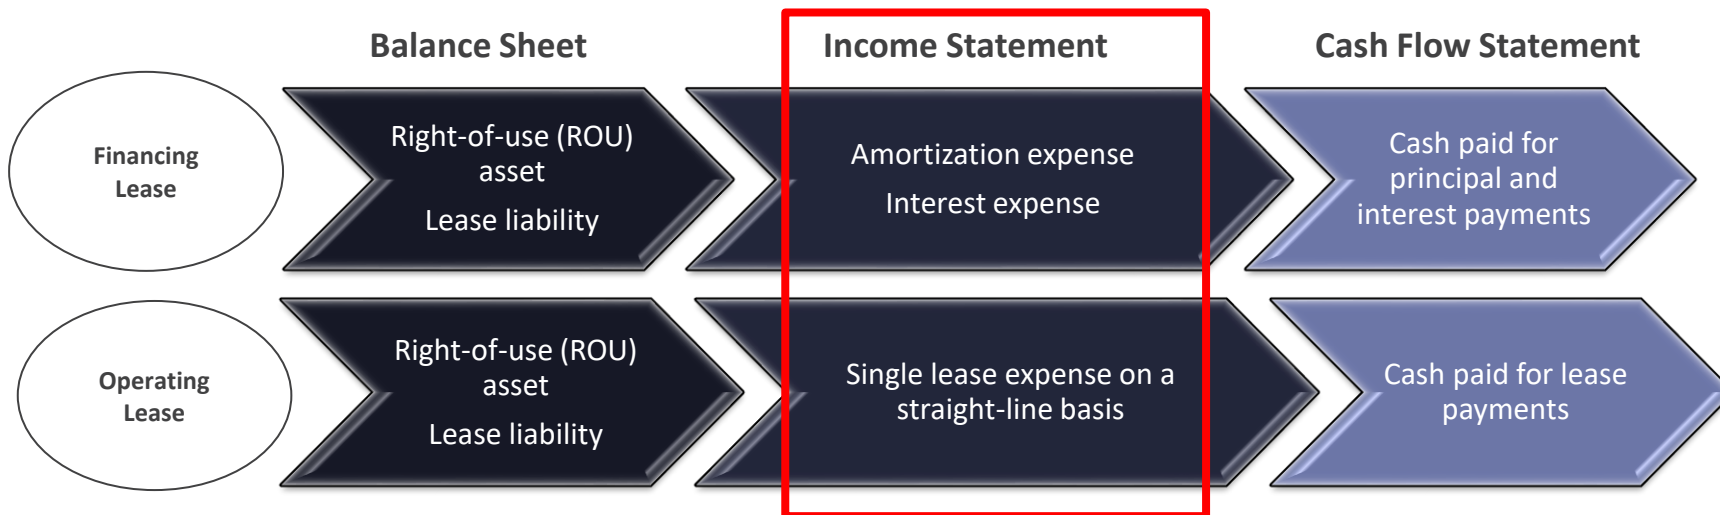 Balance Sheet
Income Statement
Cash Flow Statement
Financing
Lease
Right-of-use (ROU)
asset
Lease liability
Amortization expense
Interest expense
Cash paid for
principal and
interest payments
Operating
Lease
Right-of-use (ROU)
asset
Lease liability
Single lease expense on a
straight-line basis
Cash paid for lease
payments